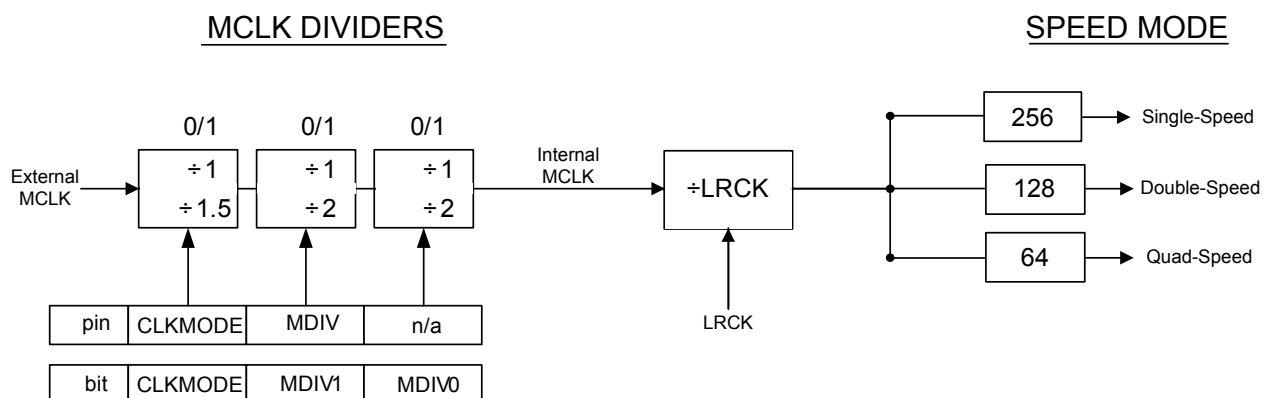 MCLK DIVIDERS
SPEED MODE
0/1
0/1
0/1
256
Single-Speed
External
MCLK
÷1
÷1.5
÷1
÷2
÷1
÷2
Internal
MCLK
÷LRCK
128
Double-Speed
64
Quad-Speed
pin CLKMODE MDIV n/a
LRCK
bit CLKMODE MDIV1 MDIV0